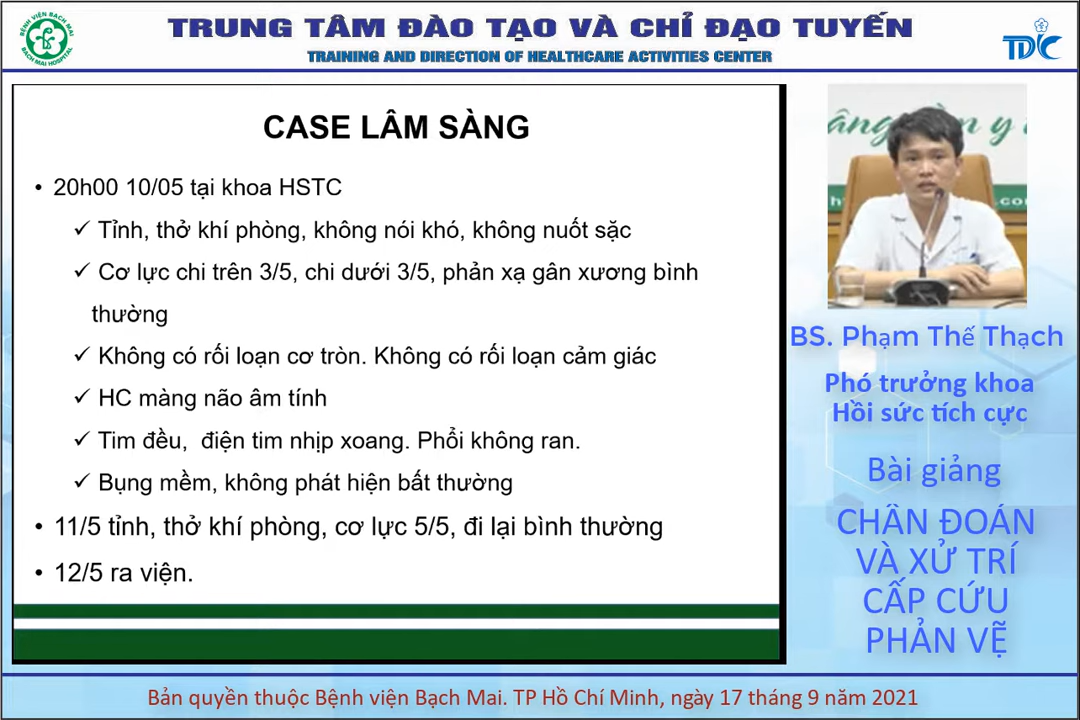 BỆNH VIỆN BẠCH MAI
BACH MAI HOSPITAL
TRUNG TÂM ĐÀO TẠO VÀ CHỈ ĐẠO TUYẾN
TRAINING AND DIRECTION OF HEALTHCARE ACTIVITIES CENTER
TDC
CASE LÂM SÀNG
• 20h00 10/05 tại khoa HSTC
✓ Tỉnh, thở khí phòng, không nói khó, không nuốt sặc
✓ Cơ lực chi trên 3/5, chi dưới 3/5, phản xạ gân xương bình
thường
✓ Không có rối loạn cơ tròn. Không có rối loạn cảm giác
✓ HC màng não âm tính
✓ Tim đều, điện tim nhịp xoang. Phổi không ran.
✓ Bụng mềm, không phát hiện bất thường
• 11/5 tỉnh, thở khí phòng, cơ lực 5/5, đi lại bình thường
• 12/5 ra viện.
BS. Phạm Thế Thạch
Phó trưởng khoa
Hồi sức tích cực
Bài giảng
CHẨN ĐOÁN
VÀ XỬ TRÍ
CẤP CỨU
PHẢN VỆ
Bản quyền thuộc Bệnh viện Bạch Mai. TP Hồ Chí Minh, ngày 17 tháng 9 năm 2021